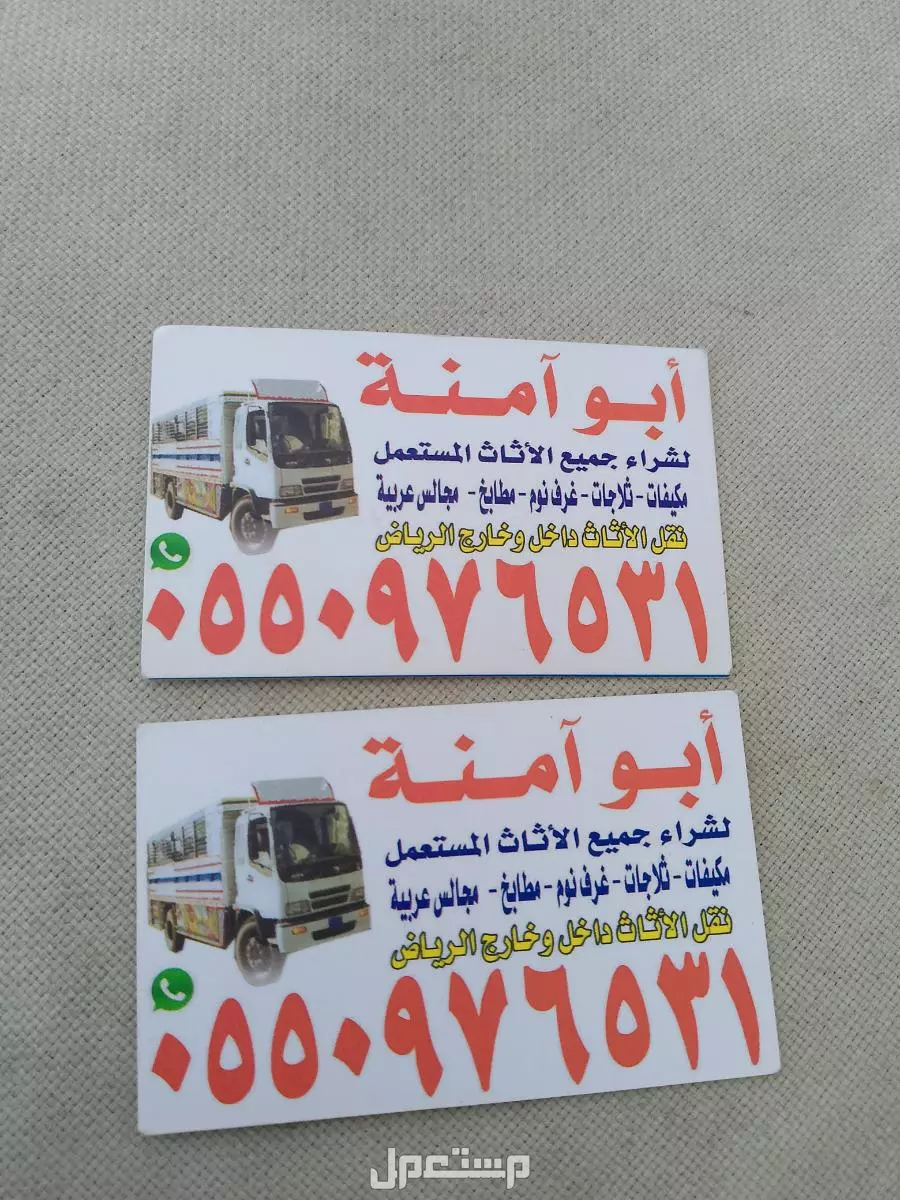 أبو آمنة
لشراء جميع الأثاث المستعمل
مكيفات - ثلاجات - غرف نوم - مطابخ - مجالس عربية
نقل الأثاث داخل وخارج الرياض
٠٥٥٠٩٧٦٥٣١
أبو آمنة
لشراء جميع الأثاث المستعمل
مكيفات - ثلاجات - غرف نوم - مطابخ - مجالس عربية
نقل الأثاث داخل وخارج الرياض
٠٥٥٠٩٧٦٥٣١
مستعمل